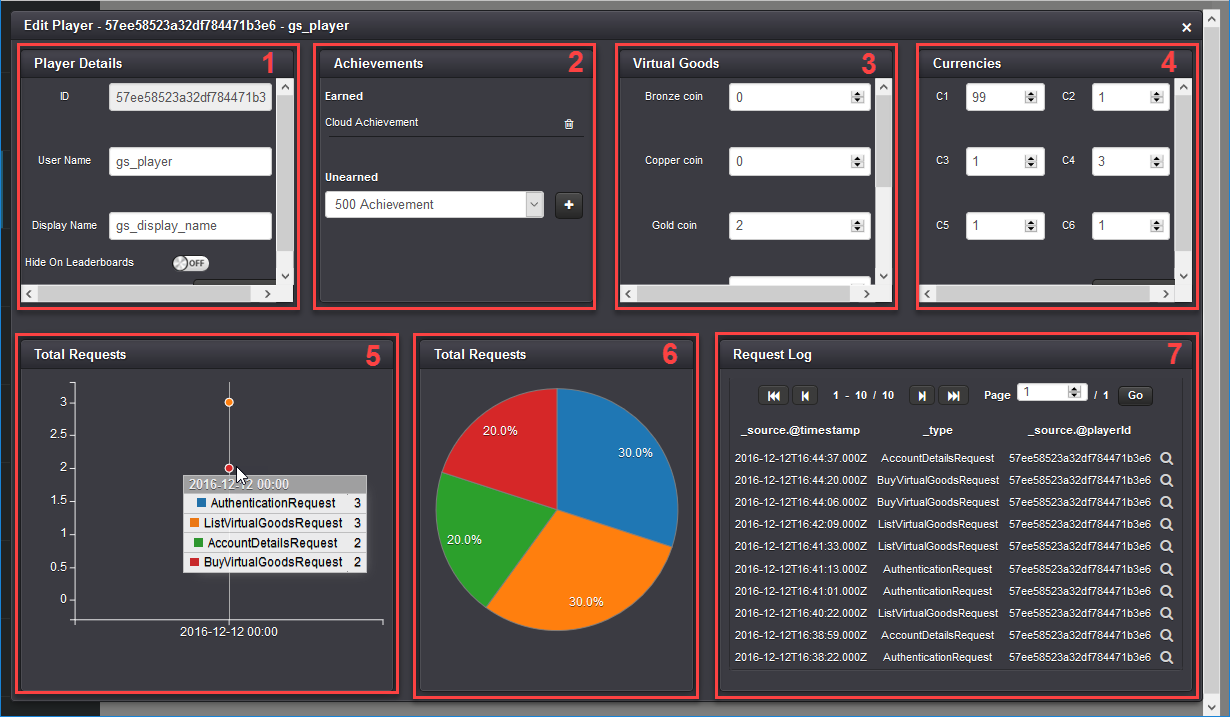 Edit Player - 57ee58523a32df784471b3e6 - gs_player
Player Details 1
ID 57ee58523a32df784471b3
User Name gs_player
Display Name gs_display_name
Hide On Leaderboards OFF
Achievements 2
Earned
Cloud Achievement
Unearned
500 Achievement
Virtual Goods 3
Bronze coin 0
Copper coin 0
Gold coin 2
Currencies 4
C1 99 C2 1
C3 1 C4 3
C5 1 C6 1
Total Requests 5
3
2.5
2
1.5
1
0.5
0
2016-12-12 00:00
AuthenticationRequest 3
ListVirtualGoodsRequest 3
AccountDetailsRequest 2
BuyVirtualGoodsRequest 2
2016-12-12 00:00
Total Requests 6
20.0%
30.0%
20.0%
30.0%
Request Log 7
1 - 10 / 10 Page 1 / 1 Go
_source.@timestamp _type _source.@playerId
2016-12-12T16:44:37.000Z AccountDetailsRequest 57ee58523a32df784471b3e6
2016-12-12T16:44:20.000Z BuyVirtualGoodsRequest 57ee58523a32df784471b3e6
2016-12-12T16:44:06.000Z BuyVirtualGoodsRequest 57ee58523a32df784471b3e6
2016-12-12T16:42:09.000Z ListVirtualGoodsRequest 57ee58523a32df784471b3e6
2016-12-12T16:41:33.000Z ListVirtualGoodsRequest 57ee58523a32df784471b3e6
2016-12-12T16:41:13.000Z AuthenticationRequest 57ee58523a32df784471b3e6
2016-12-12T16:41:01.000Z AuthenticationRequest 57ee58523a32df784471b3e6
2016-12-12T16:40:22.000Z ListVirtualGoodsRequest 57ee58523a32df784471b3e6
2016-12-12T16:38:59.000Z AccountDetailsRequest 57ee58523a32df784471b3e6
2016-12-12T16:38:22.000Z AuthenticationRequest 57ee58523a32df784471b3e6